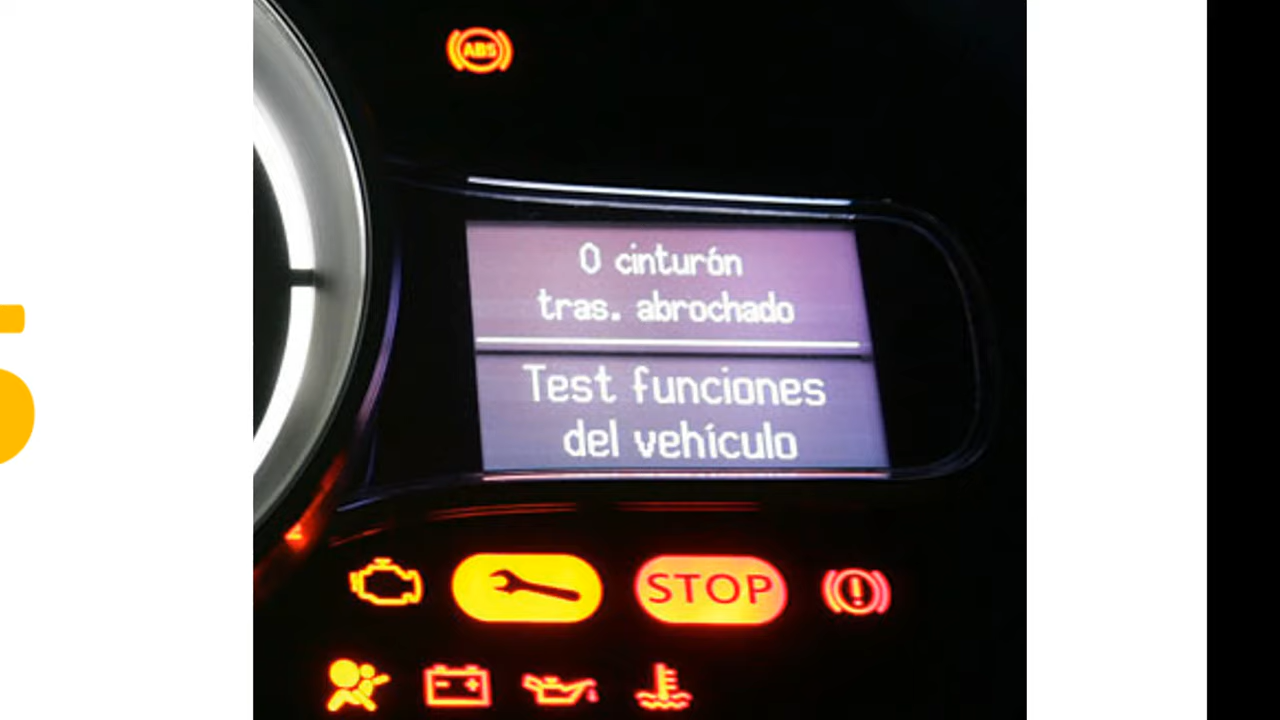 ABS
0 cinturón
tras. abrochado
Test funciones
del vehículo
STOP